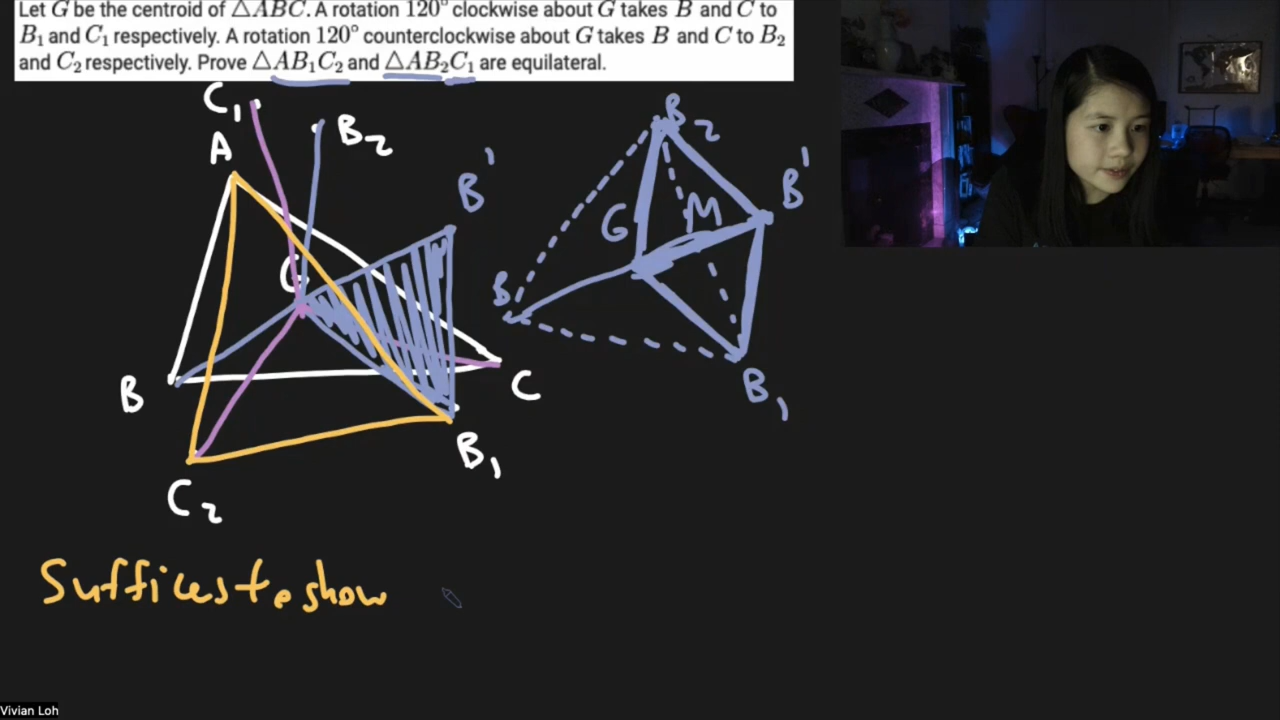 Let G be the centroid of △ABC. A rotation 120° clockwise about G takes B and C to
B₁ and C₁ respectively. A rotation 120° counterclockwise about G takes B and C to B₂
and C₂ respectively. Prove △AB₁C₂ and △AB₂C₁ are equilateral.
C₁
B₂
A
B'
G
B
C
B₁
C₂
B₂
B'
G
M
B
B₁
Suffices to show
Vivian Loh